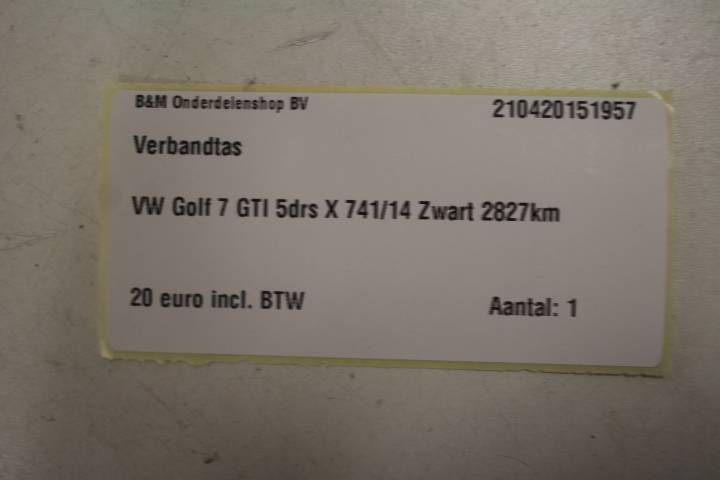 B&M Onderdelenshop BV 210420151957
Verbandtas
VW Golf 7 GTI 5drs X 741/14 Zwart 2827km
20 euro incl. BTW Aantal: 1